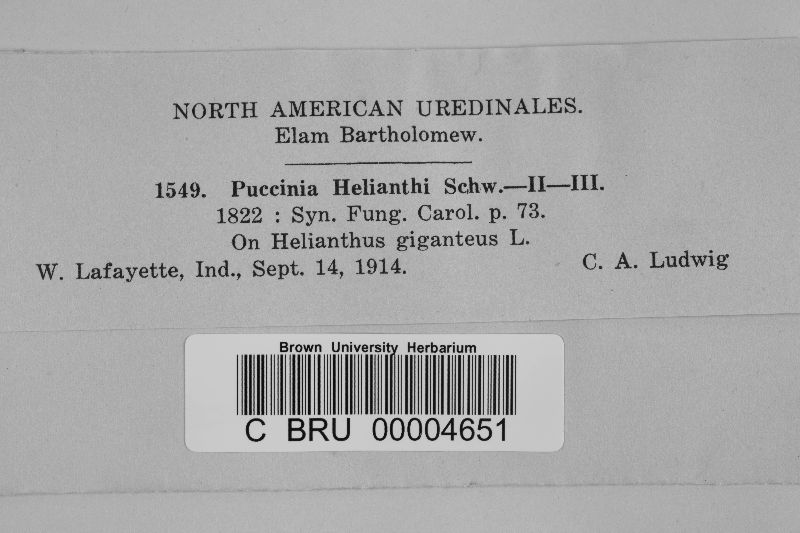 NORTH AMERICAN UREDINALES.
Elam Bartholomew.
1549. Puccinia Helianthi Schw.—II—III.
1822 : Syn. Fung. Carol. p. 73.
On Helianthus giganteus L.
W. Lafayette, Ind., Sept. 14, 1914. C. A. Ludwig
Brown University Herbarium
C BRU 00004651